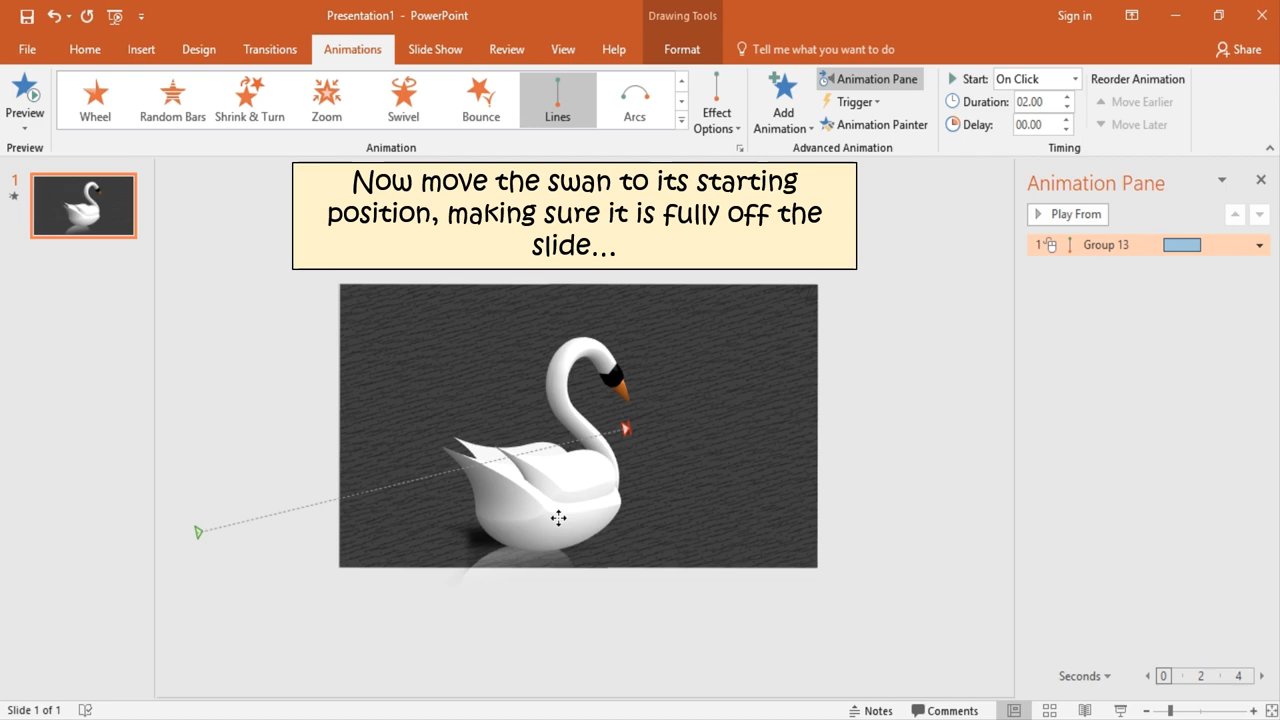 Presentation1 - PowerPoint
Drawing Tools
Sign in
File Home Insert Design Transitions Animations Slide Show Review View Help Format Tell me what you want to do Share
Preview
Preview
Wheel Random Bars Shrink & Turn Zoom Swivel Bounce Lines Arcs
Animation
Effect
Options
Add
Animation
Animation Pane
Trigger
Animation Painter
Advanced Animation
Start: On Click
Duration: 02.00
Delay: 00.00
Reorder Animation
Move Earlier
Move Later
Timing
1
Now move the swan to its starting
position, making sure it is fully off the
slide...
Animation Pane
Play From
1 Group 13
Seconds 0 2 4
Slide 1 of 1
Notes Comments